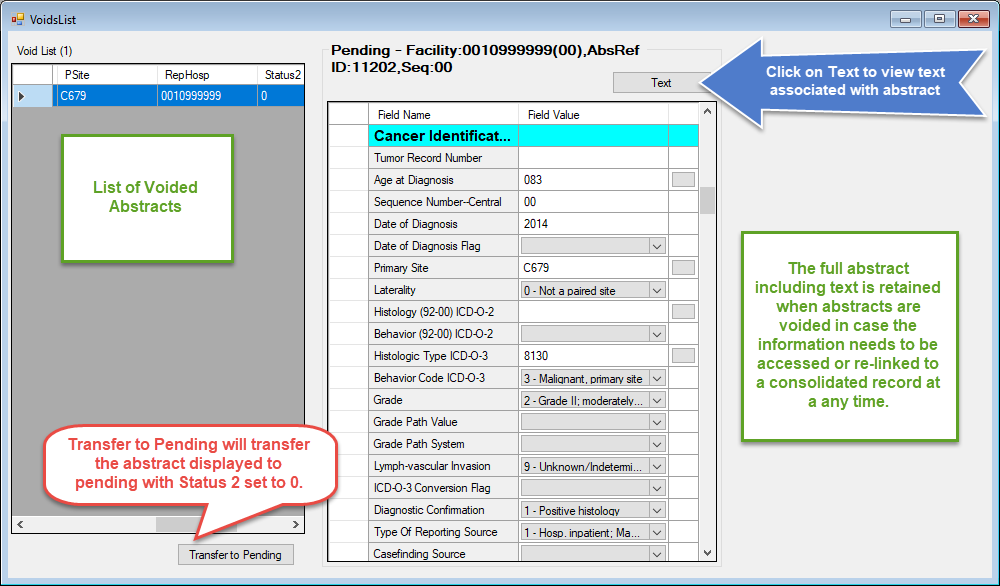 VoidsList
Void List (1)
PSite RepHosp Status2
C679 0010999999 0
List of Voided
Abstracts
Transfer to Pending will transfer
the abstract displayed to
pending with Status 2 set to 0.
Transfer to Pending
Pending - Facility:0010999999(00),AbsRef
ID:11202,Seq:00
Text
Click on Text to view text
associated with abstract
Field Name Field Value
Cancer Identificat...
Tumor Record Number
Age at Diagnosis 083
Sequence Number--Central 00
Date of Diagnosis 2014
Date of Diagnosis Flag
Primary Site C679
Laterality 0 - Not a paired site
Histology (92-00) ICD-O-2
Behavior (92-00) ICD-O-2
Histologic Type ICD-O-3 8130
Behavior Code ICD-O-3 3 - Malignant, primary site
Grade 2 - Grade II; moderately...
Grade Path Value
Grade Path System
Lymph-vascular Invasion 9 - Unknown/Indetermi...
ICD-O-3 Conversion Flag
Diagnostic Confirmation 1 - Positive histology
Type Of Reporting Source 1 - Hosp. inpatient; Ma...
Casefinding Source
The full abstract
including text is retained
when abstracts are
voided in case the
information needs to be
accessed or re-linked to
a consolidated record at
a any time.